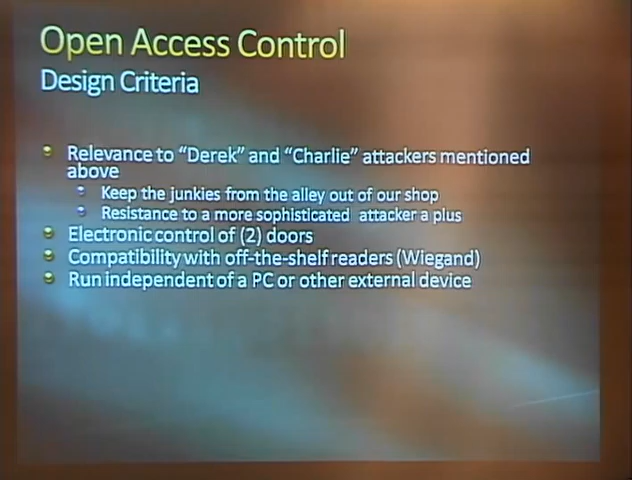 Open Access Control
Design Criteria
Relevance to “Derek” and “Charlie” attackers mentioned
above
Keep the junkies from the alley out of our shop
Resistance to a more sophisticated attacker a plus
Electronic control of (2) doors
Compatibility with off-the-shelf readers (Wiegand)
Run independent of a PC or other external device